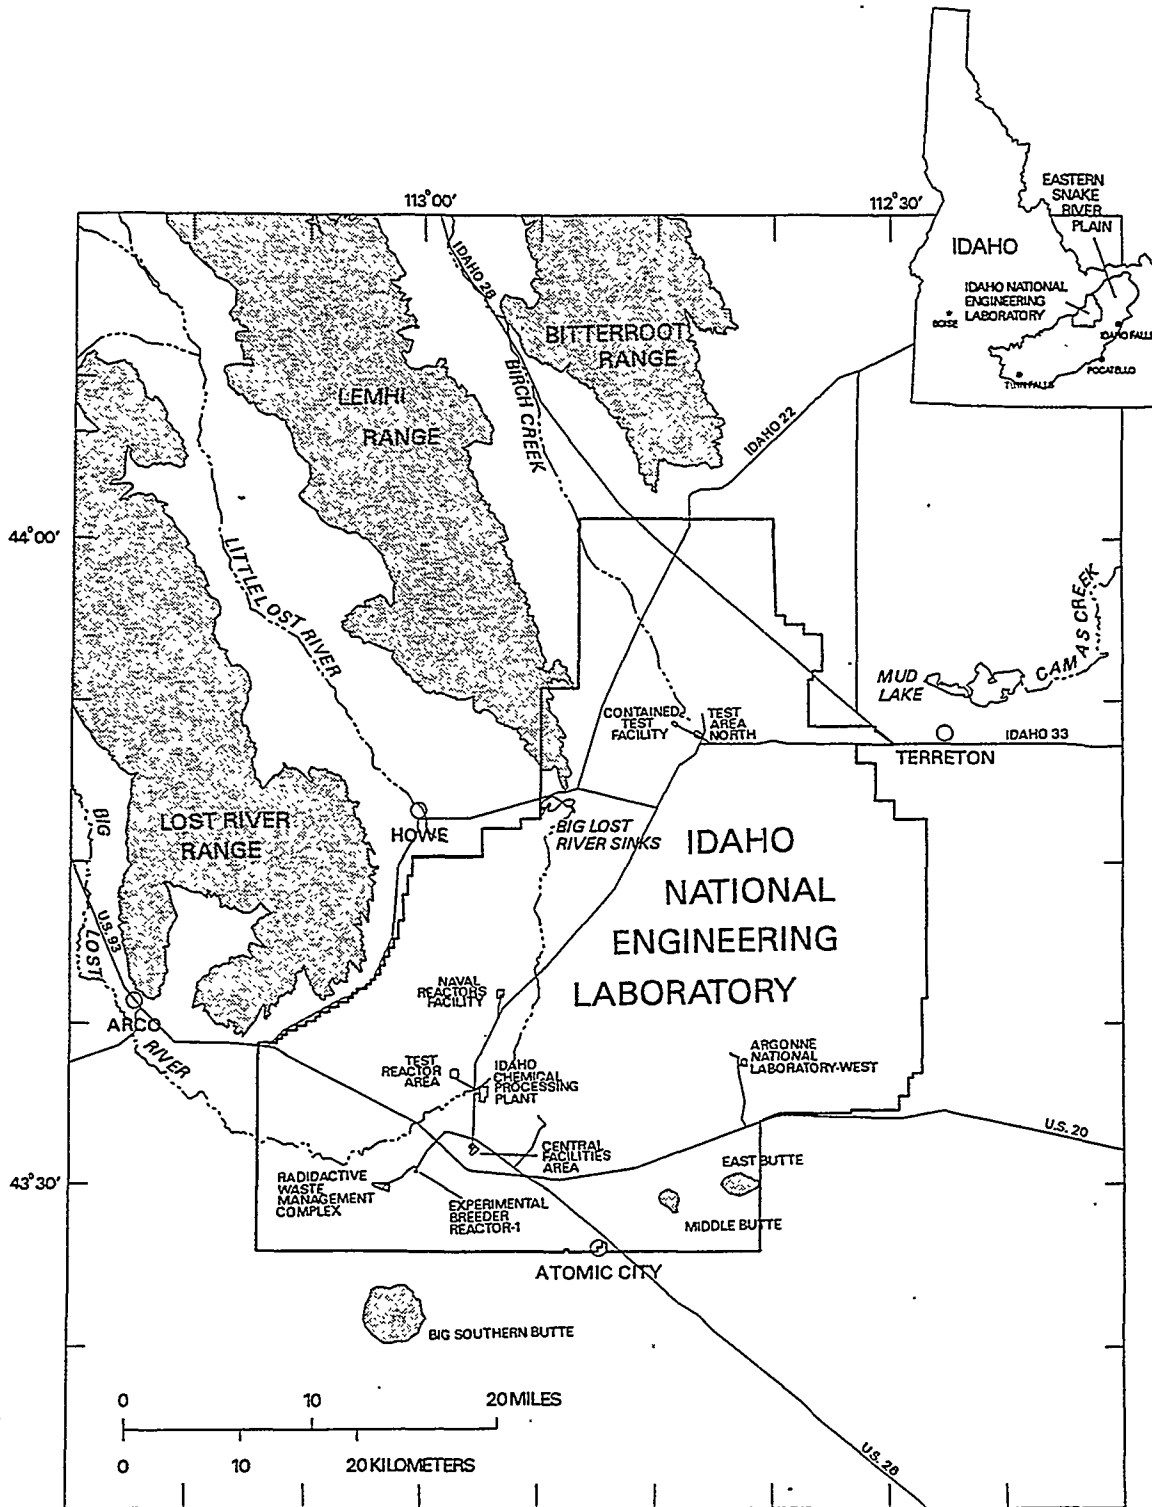 113°00'
112°30'
EASTERN
SNAKE
RIVER
PLAIN
IDAHO
IDAHO NATIONAL
ENGINEERING
LABORATORY
BOISE
IDAHO FALLS
POCATELLO
TWIN FALLS
IDAHO 28
BITTERROOT
RANGE
BIRCH CREEK
LEMHI
RANGE
IDAHO 22
44°00'
LITTLE LOST RIVER
CAMAS CREEK
MUD
LAKE
CONTAINED
TEST
FACILITY
TEST
AREA
NORTH
IDAHO 33
TERRETON
BIG
LOST RIVER
RANGE
HOWE
BIG LOST
RIVER SINKS
IDAHO
NATIONAL
ENGINEERING
LABORATORY
U.S. 93
LOST
NAVAL
REACTORS
FACILITY
ARCO
RIVER
TEST
REACTOR
AREA
IDAHO
CHEMICAL
PROCESSING
PLANT
ARGONNE
NATIONAL
LABORATORY-WEST
U.S. 20
CENTRAL
FACILITIES
AREA
43°30'
RADIOACTIVE
WASTE
MANAGEMENT
COMPLEX
EXPERIMENTAL
BREEDER
REACTOR-1
EAST BUTTE
MIDDLE BUTTE
ATOMIC CITY
BIG SOUTHERN BUTTE
0 10 20 MILES
0 10 20 KILOMETERS
U.S. 26